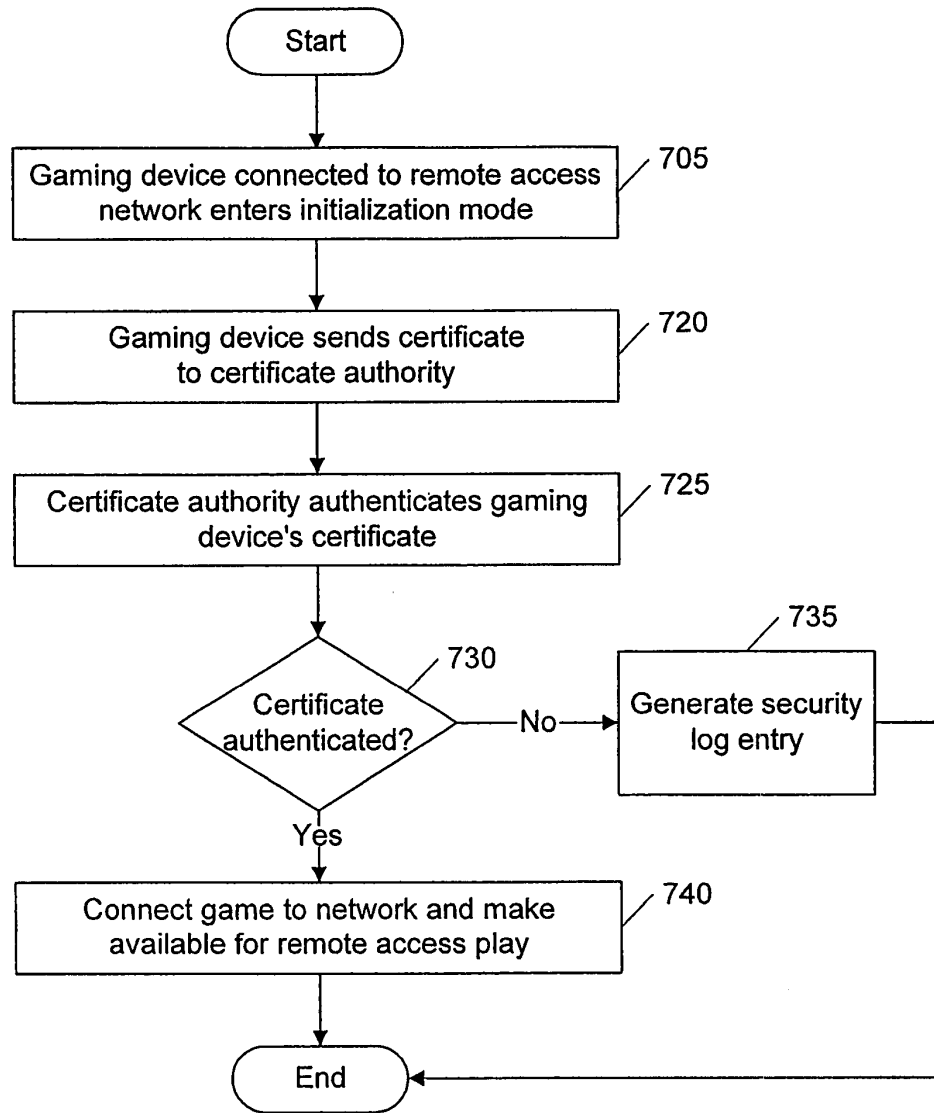 Start
Gaming device connected to remote access
network enters initialization mode
705
Gaming device sends certificate
to certificate authority
720
Certificate authority authenticates gaming
device's certificate
725
Certificate
authenticated?
730
No
Generate security
log entry
735
Yes
Connect game to network and make
available for remote access play
740
End